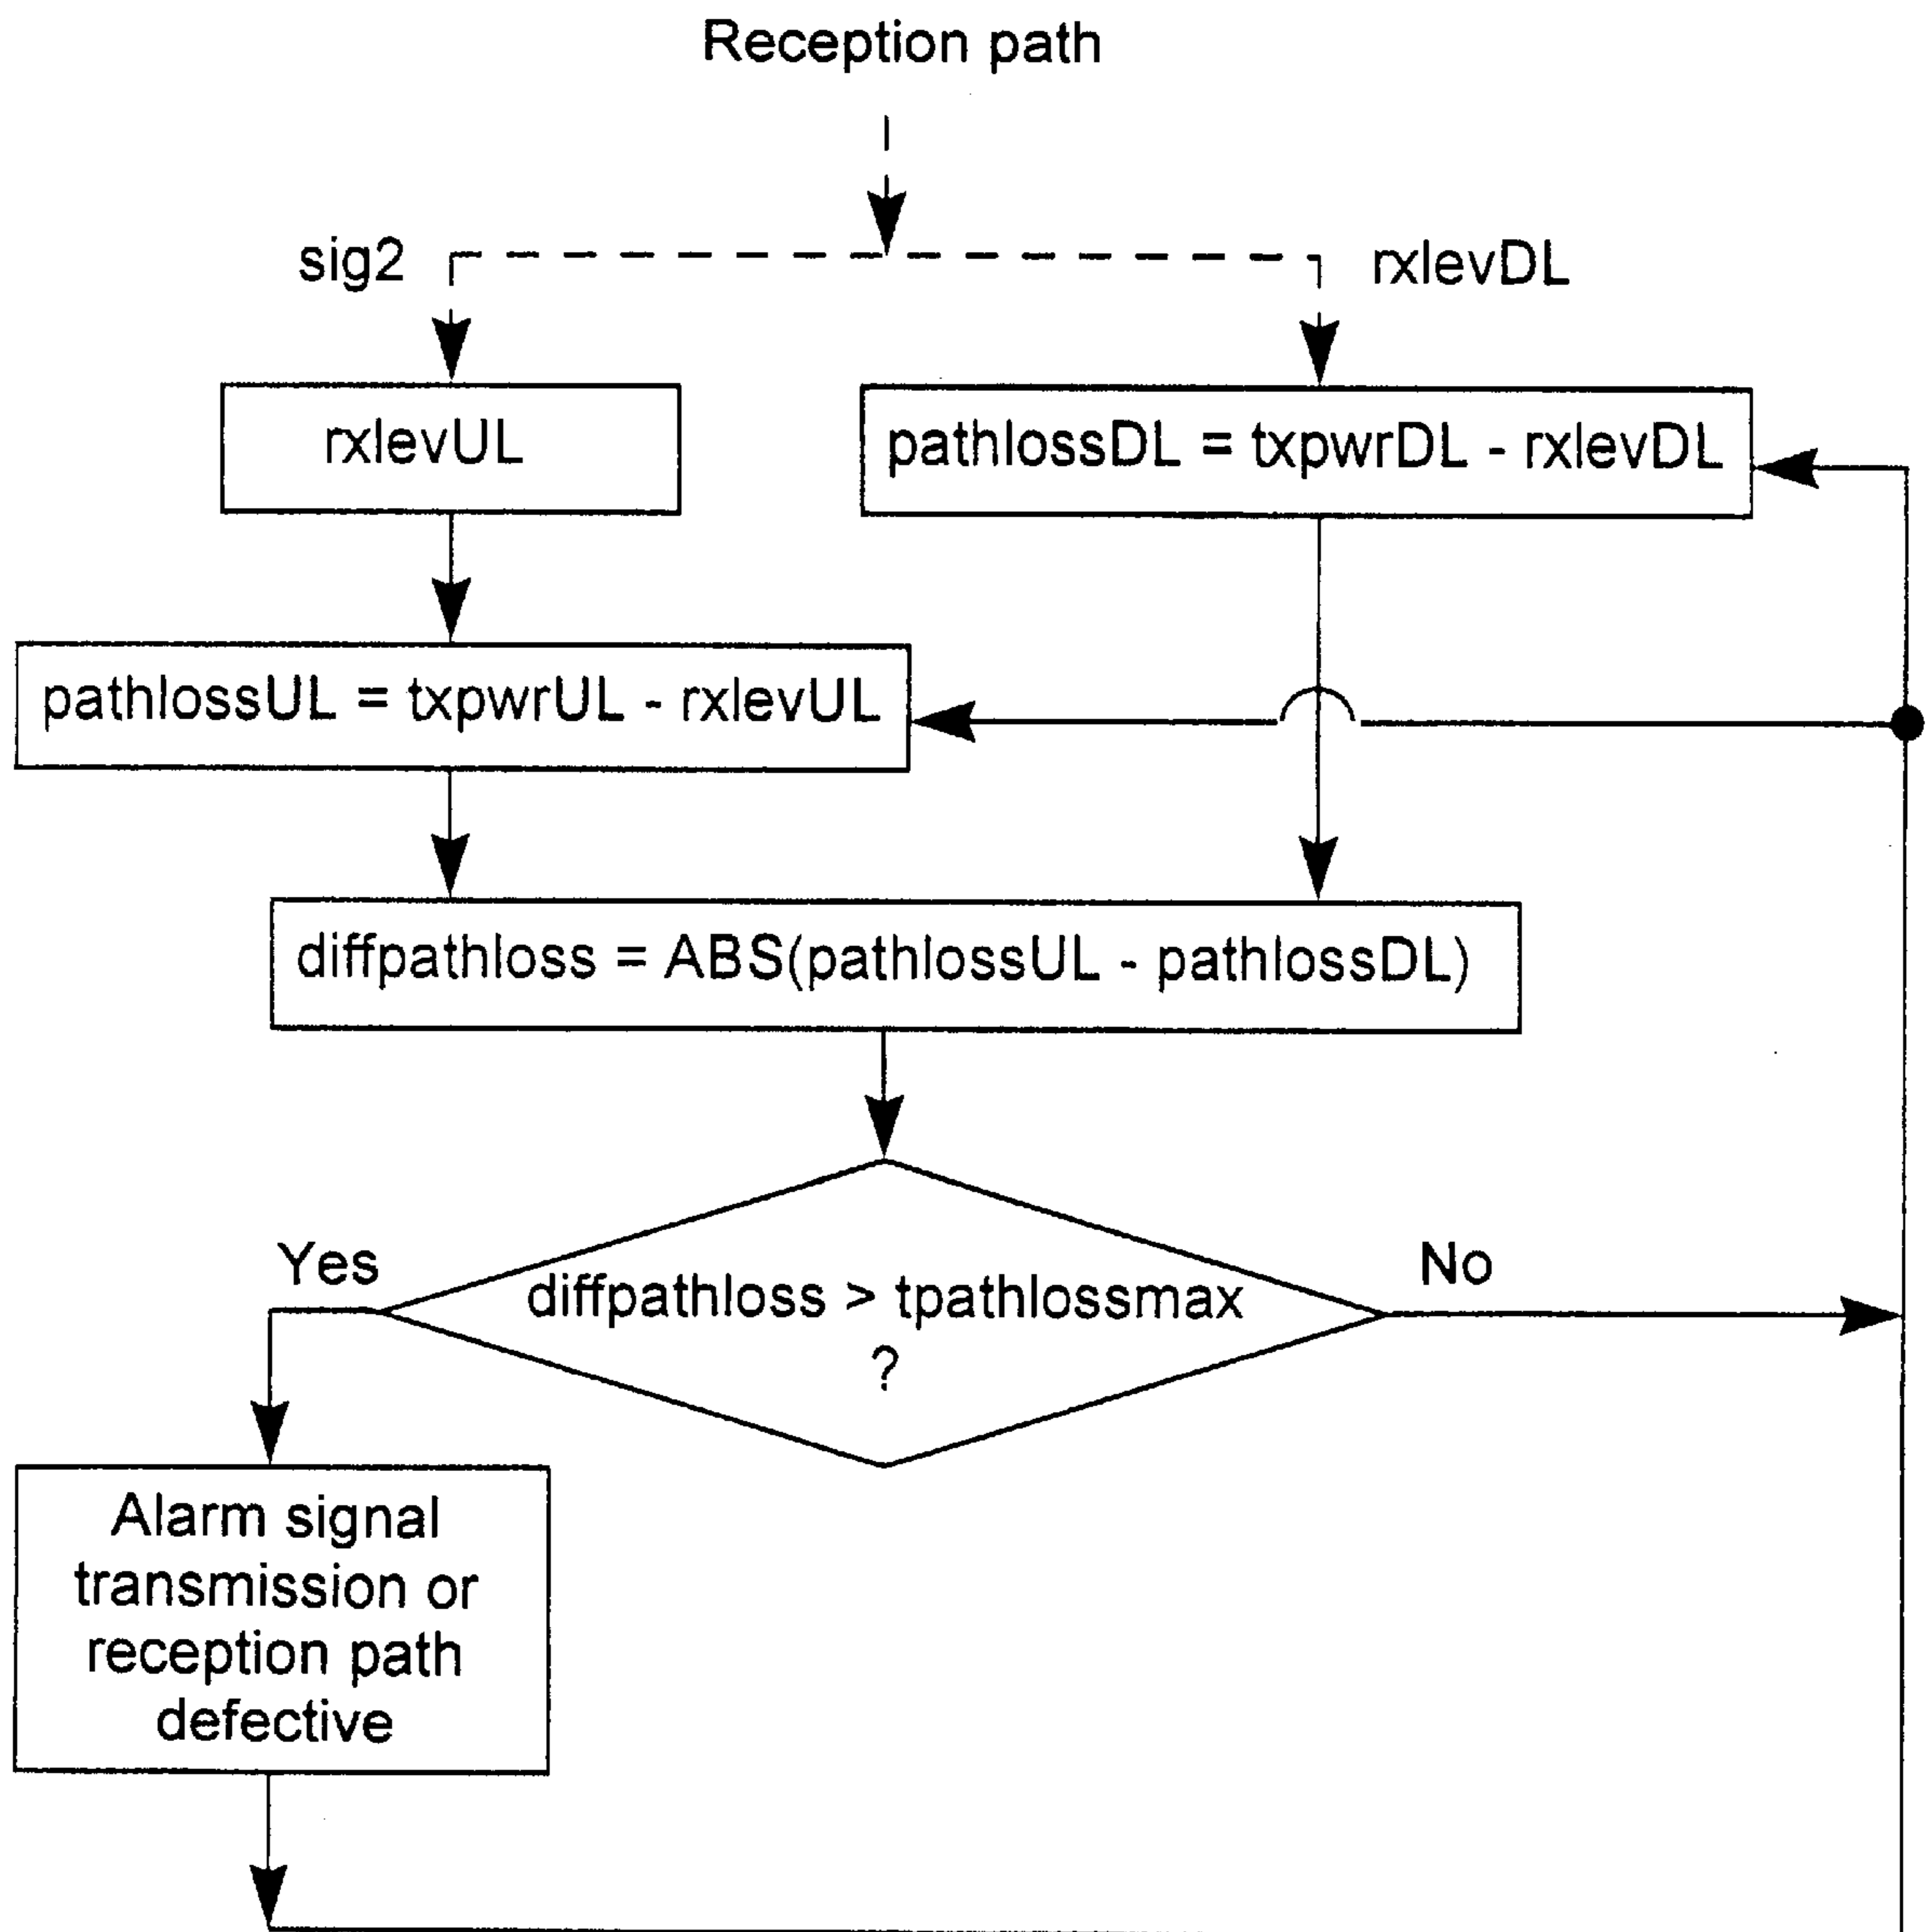 Reception path
sig2
rxlevDL
rxlevUL
pathlossDL = txpwrDL - rxlevDL
pathlossUL = txpwrUL - rxlevUL
diffpathloss = ABS(pathlossUL - pathlossDL)
Yes
No
diffpathloss > tpathlossmax
?
Alarm signal
transmission or
reception path
defective